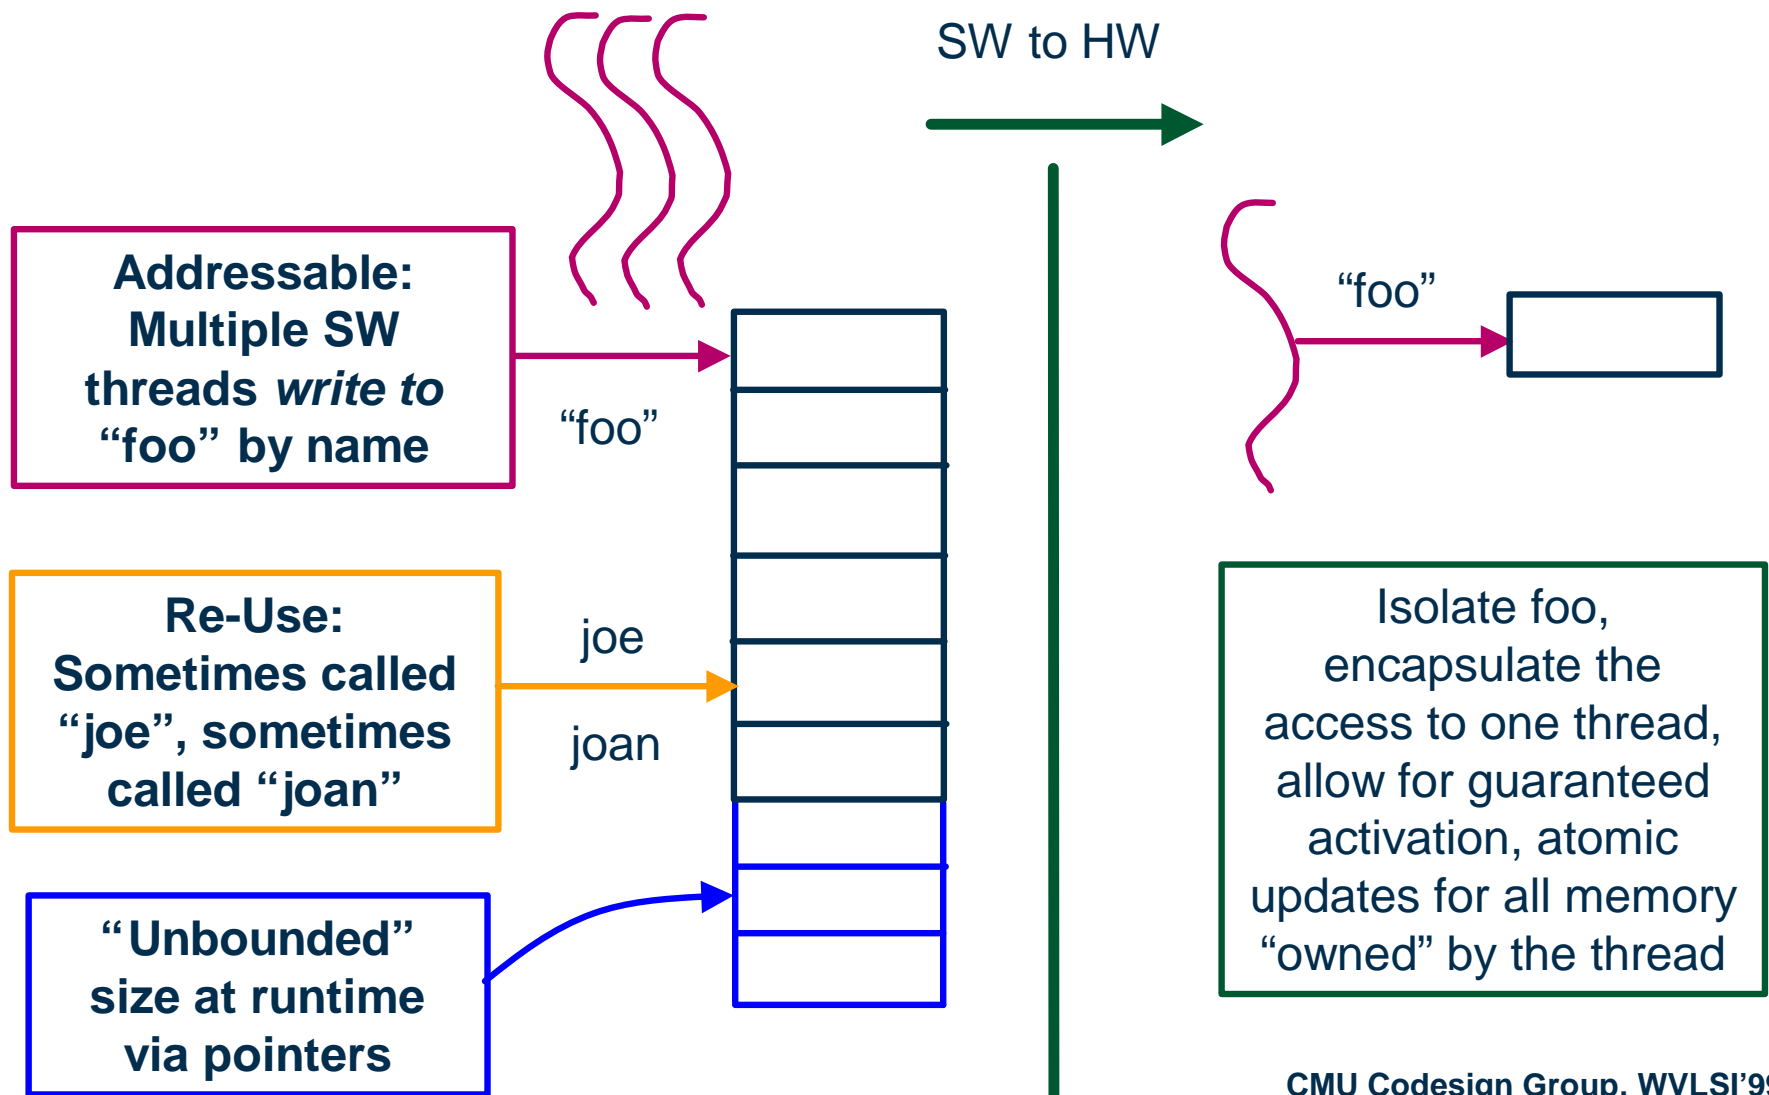 SW to HW
Addressable:
Multiple SW
threads write to
“foo” by name
“foo”
“foo”
Re-Use:
Sometimes called
“joe”, sometimes
called “joan”
joe
joan
“Unbounded”
size at runtime
via pointers
Isolate foo,
encapsulate the
access to one thread,
allow for guaranteed
activation, atomic
updates for all memory
“owned” by the thread
CMU Codesign Group, WVLSI’99